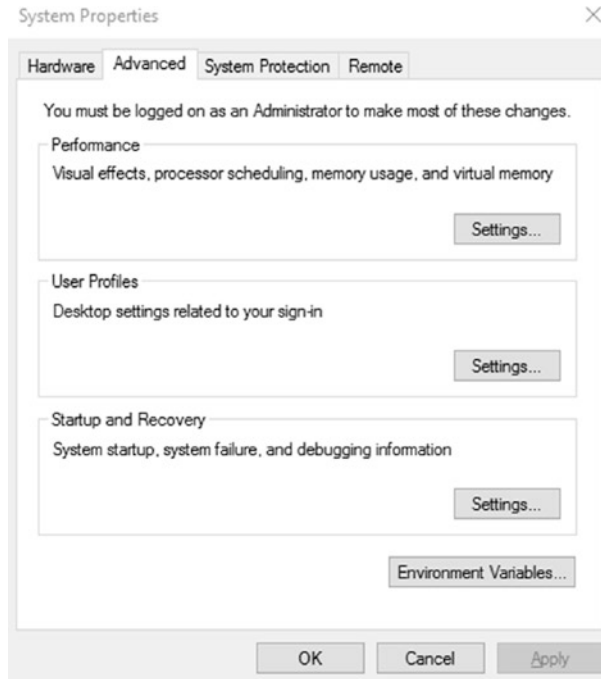 System Properties
Hardware Advanced System Protection Remote
You must be logged on as an Administrator to make most of these changes.
Performance
Visual effects, processor scheduling, memory usage, and virtual memory
Settings...
User Profiles
Desktop settings related to your sign-in
Settings...
Startup and Recovery
System startup, system failure, and debugging information
Settings...
Environment Variables...
OK Cancel Apply